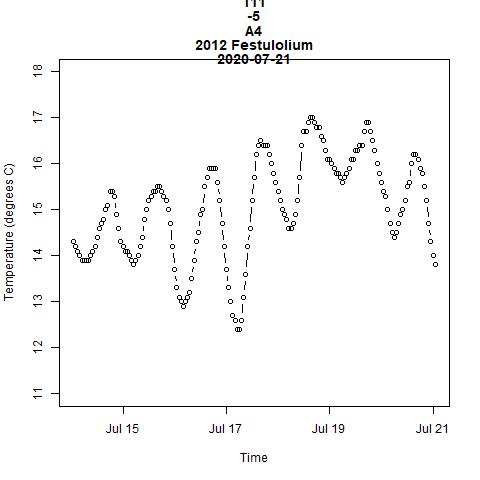 T11
-5
A4
2012 Festulolium
2020-07-21
Temperature (degrees C)
18
17
16
15
14
13
12
11
Jul 15
Jul 17
Jul 19
Jul 21
Time